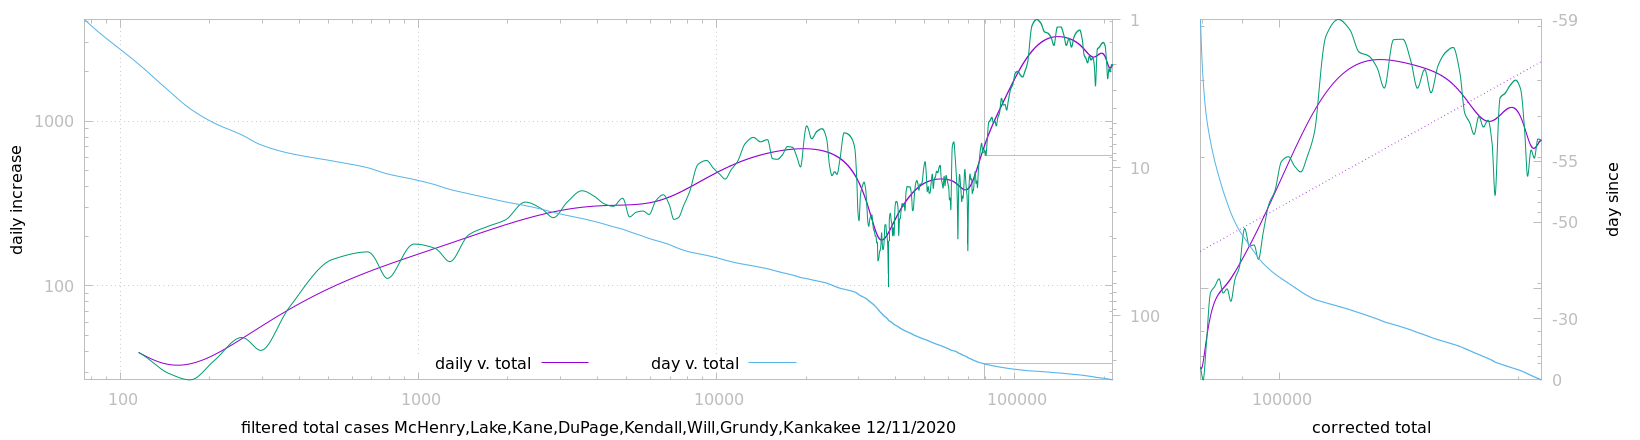 1000
100
daily increase
1
10
100
daily v. total
day v. total
100
1000
10000
100000
filtered total cases McHenry,Lake,Kane,DuPage,Kendall,Will,Grundy,Kankakee 12/11/2020
-59
-55
-50
-30
0
day since
100000
corrected total